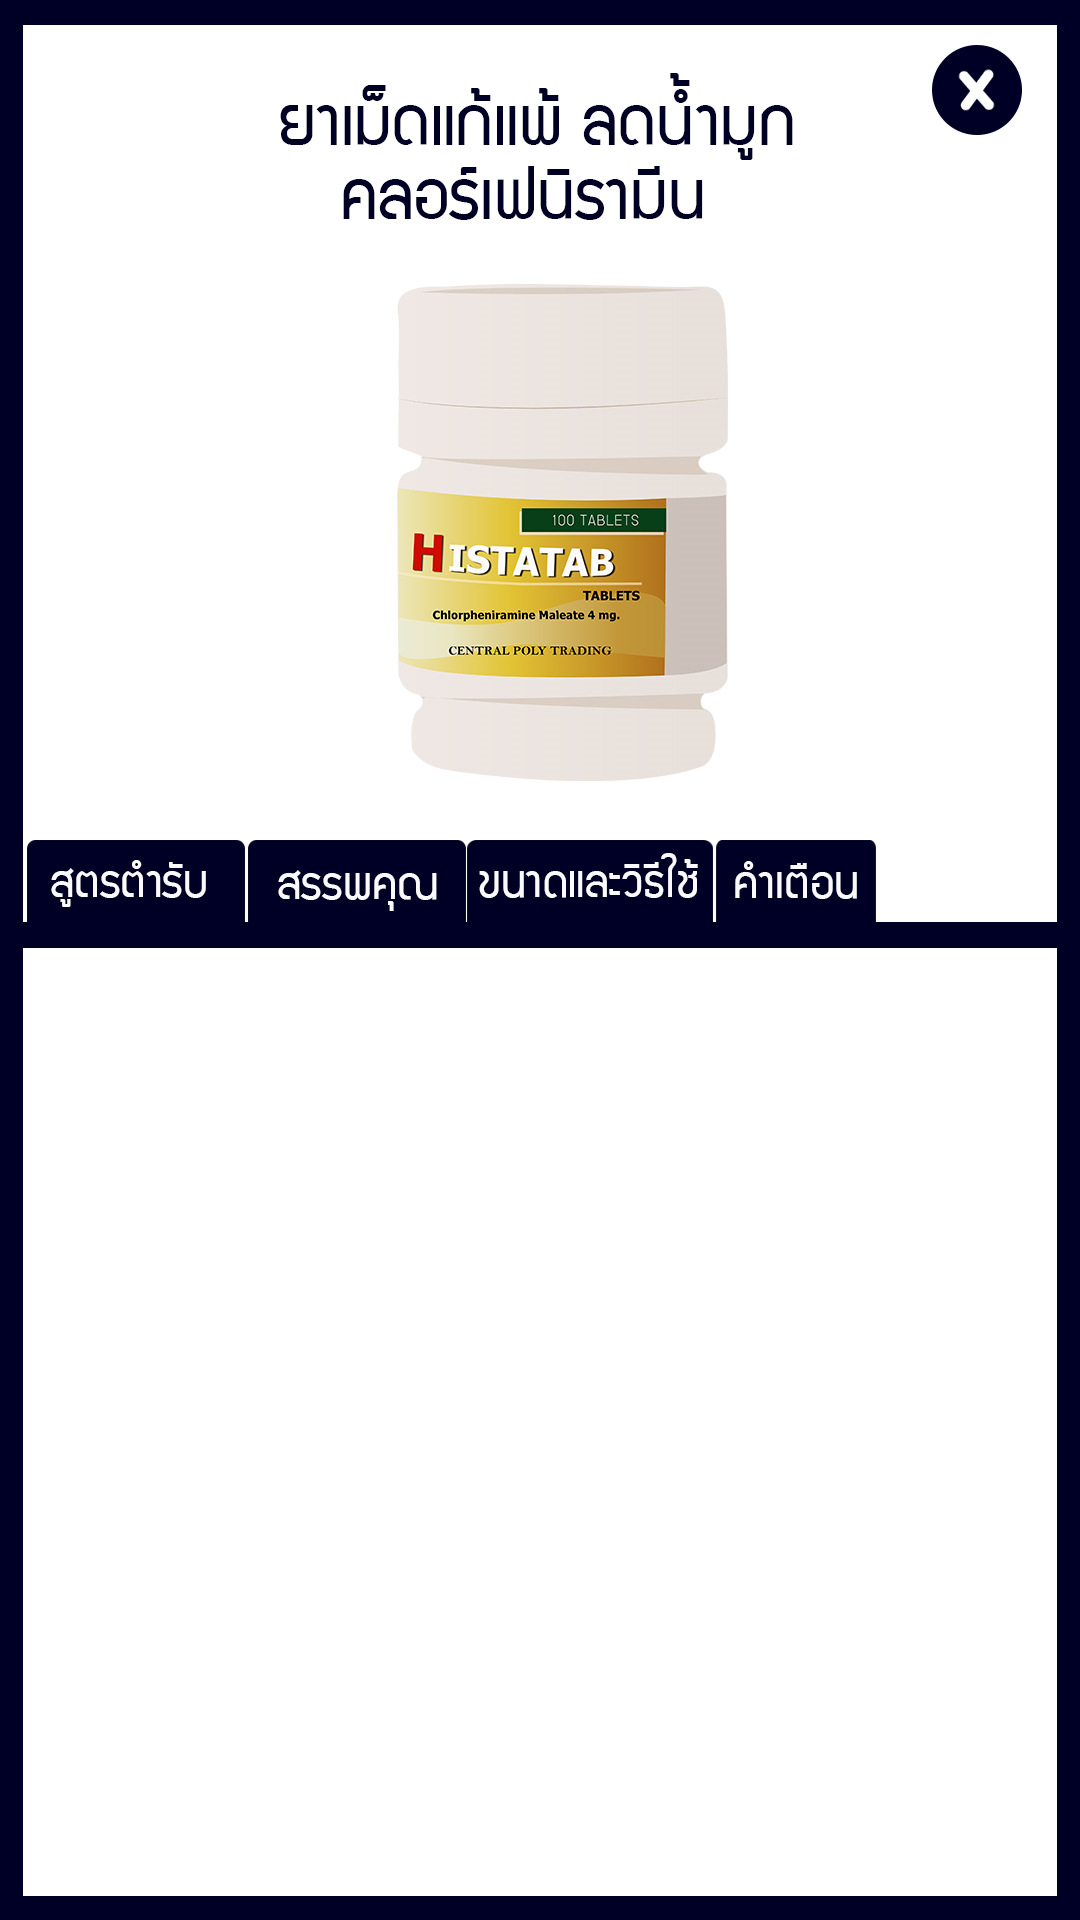 X
ยาเม็ดแก้แพ้ ลดน้ำมูก
คลอร์เฟนิรามีน
100 TABLETS
HISTATAB
TABLETS
Chlorpheniramine Maleate 4 mg.
CENTRAL POLY TRADING
สูตรตำรับ สรรพคุณ ขนาดและวิธีใช้ คำเตือน